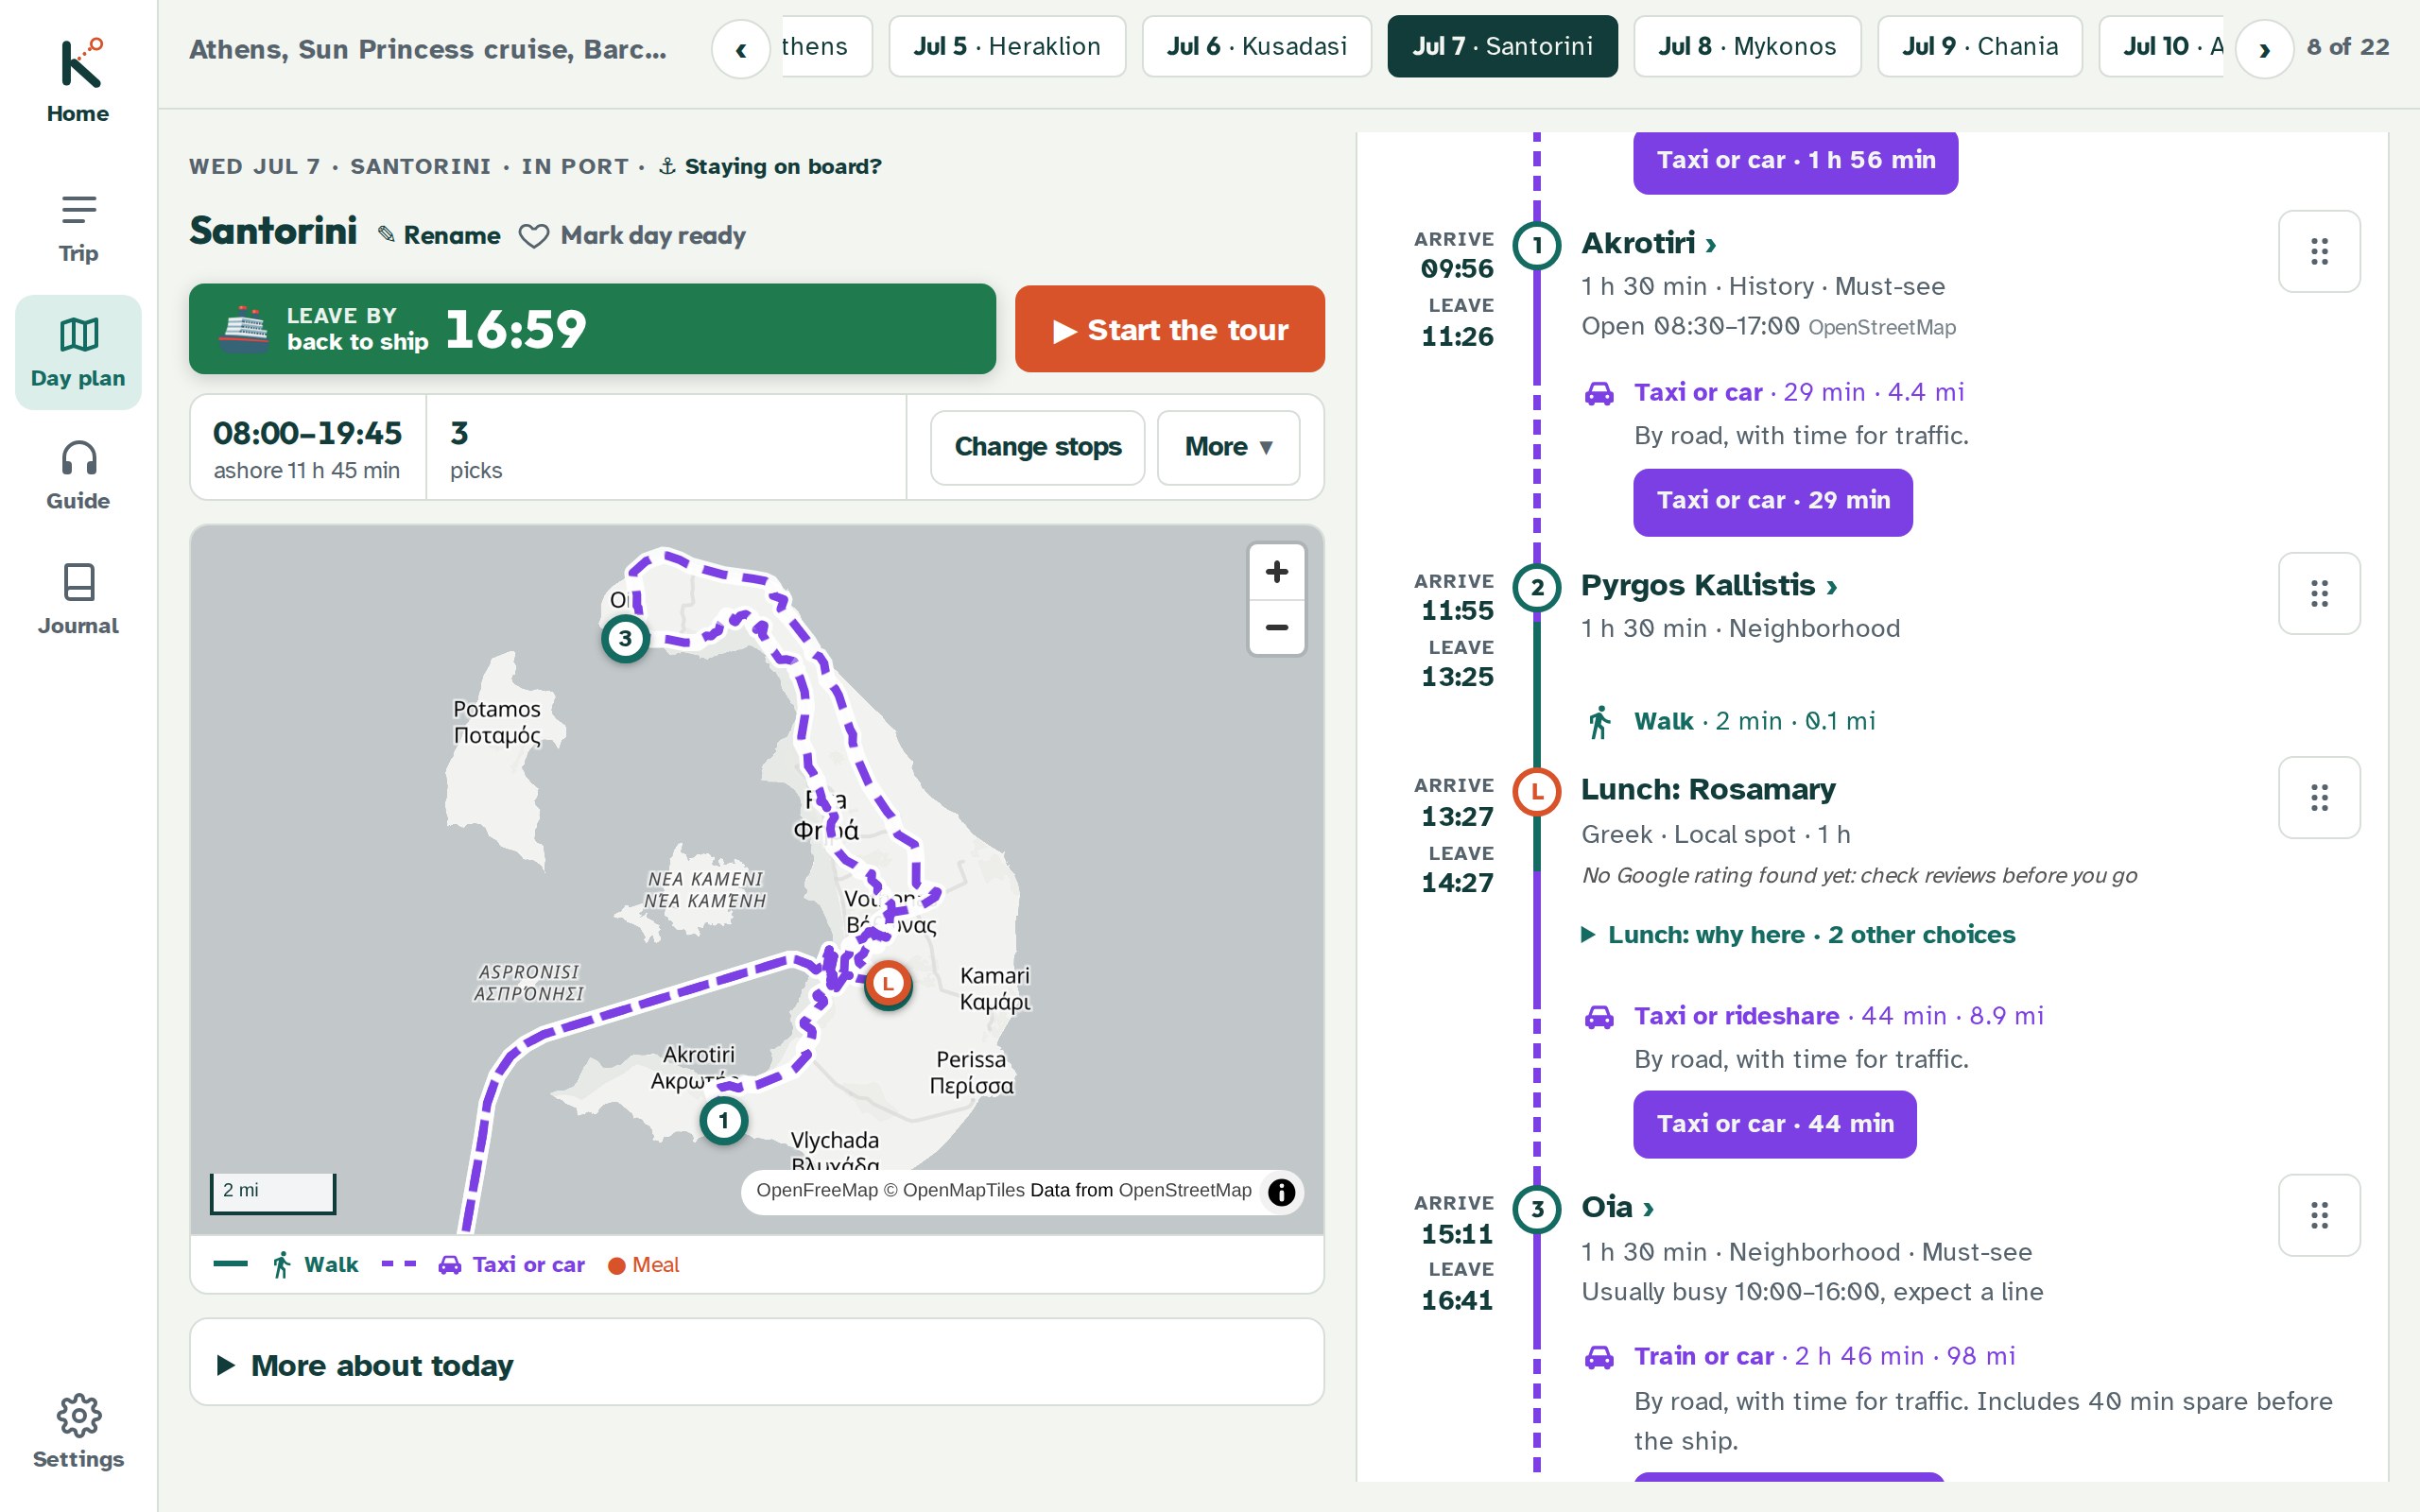 Home
Trip
Day plan
Guide
Journal
Settings
Athens, Sun Princess cruise, Barc...
‹
thens
Jul 5 · Heraklion
Jul 6 · Kusadasi
Jul 7 · Santorini
Jul 8 · Mykonos
Jul 9 · Chania
Jul 10 · A
›
8 of 22
WED JUL 7 · SANTORINI · IN PORT · ⚓ Staying on board?
Santorini ✎ Rename Mark day ready
LEAVE BY
back to ship
16:59
▶ Start the tour
08:00–19:45
ashore 11 h 45 min
3
picks
Change stops
More ▼
+
−
3
Potamos
Ποταμός
NEA KAMENI
ΝΈΑ ΚΑΜΈΝΗ
ASPRONISI
ΑΣΠΡΟΝΉΣΙ
L
Kamari
Καμάρι
Akrotiri
Perissa
Περίσσα
1
Vlychada
Βλυχάδα
2 mi
OpenFreeMap © OpenMapTiles Data from OpenStreetMap
Walk
Taxi or car
Meal
▶ More about today
Taxi or car · 1 h 56 min
ARRIVE
09:56
LEAVE
11:26
1
Akrotiri ›
1 h 30 min · History · Must-see
Open 08:30–17:00 OpenStreetMap
Taxi or car · 29 min · 4.4 mi
By road, with time for traffic.
Taxi or car · 29 min
ARRIVE
11:55
LEAVE
13:25
2
Pyrgos Kallistis ›
1 h 30 min · Neighborhood
Walk · 2 min · 0.1 mi
ARRIVE
13:27
LEAVE
14:27
L
Lunch: Rosamary
Greek · Local spot · 1 h
No Google rating found yet: check reviews before you go
▶ Lunch: why here · 2 other choices
Taxi or rideshare · 44 min · 8.9 mi
By road, with time for traffic.
Taxi or car · 44 min
ARRIVE
15:11
LEAVE
16:41
3
Oia ›
1 h 30 min · Neighborhood · Must-see
Usually busy 10:00–16:00, expect a line
Train or car · 2 h 46 min · 98 mi
By road, with time for traffic. Includes 40 min spare before
the ship.